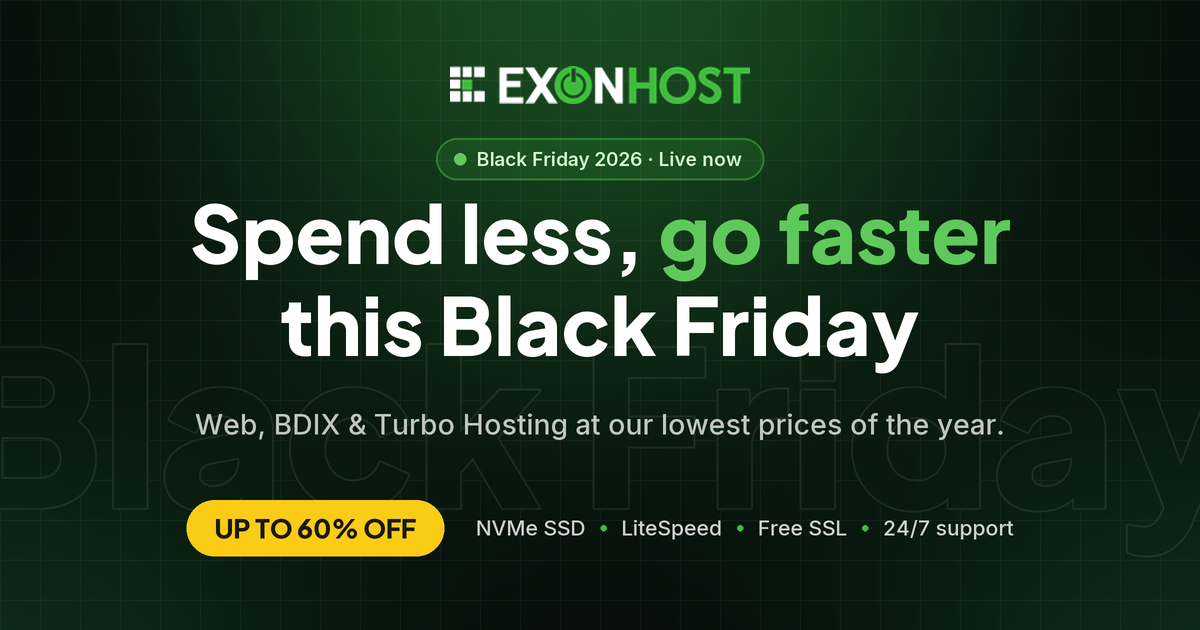 EXONHOST
Black Friday 2026 · Live now
Spend less, go faster
this Black Friday
Black Friday
Web, BDIX & Turbo Hosting at our lowest prices of the year.
UP TO 60% OFF
NVMe SSD • LiteSpeed • Free SSL • 24/7 support